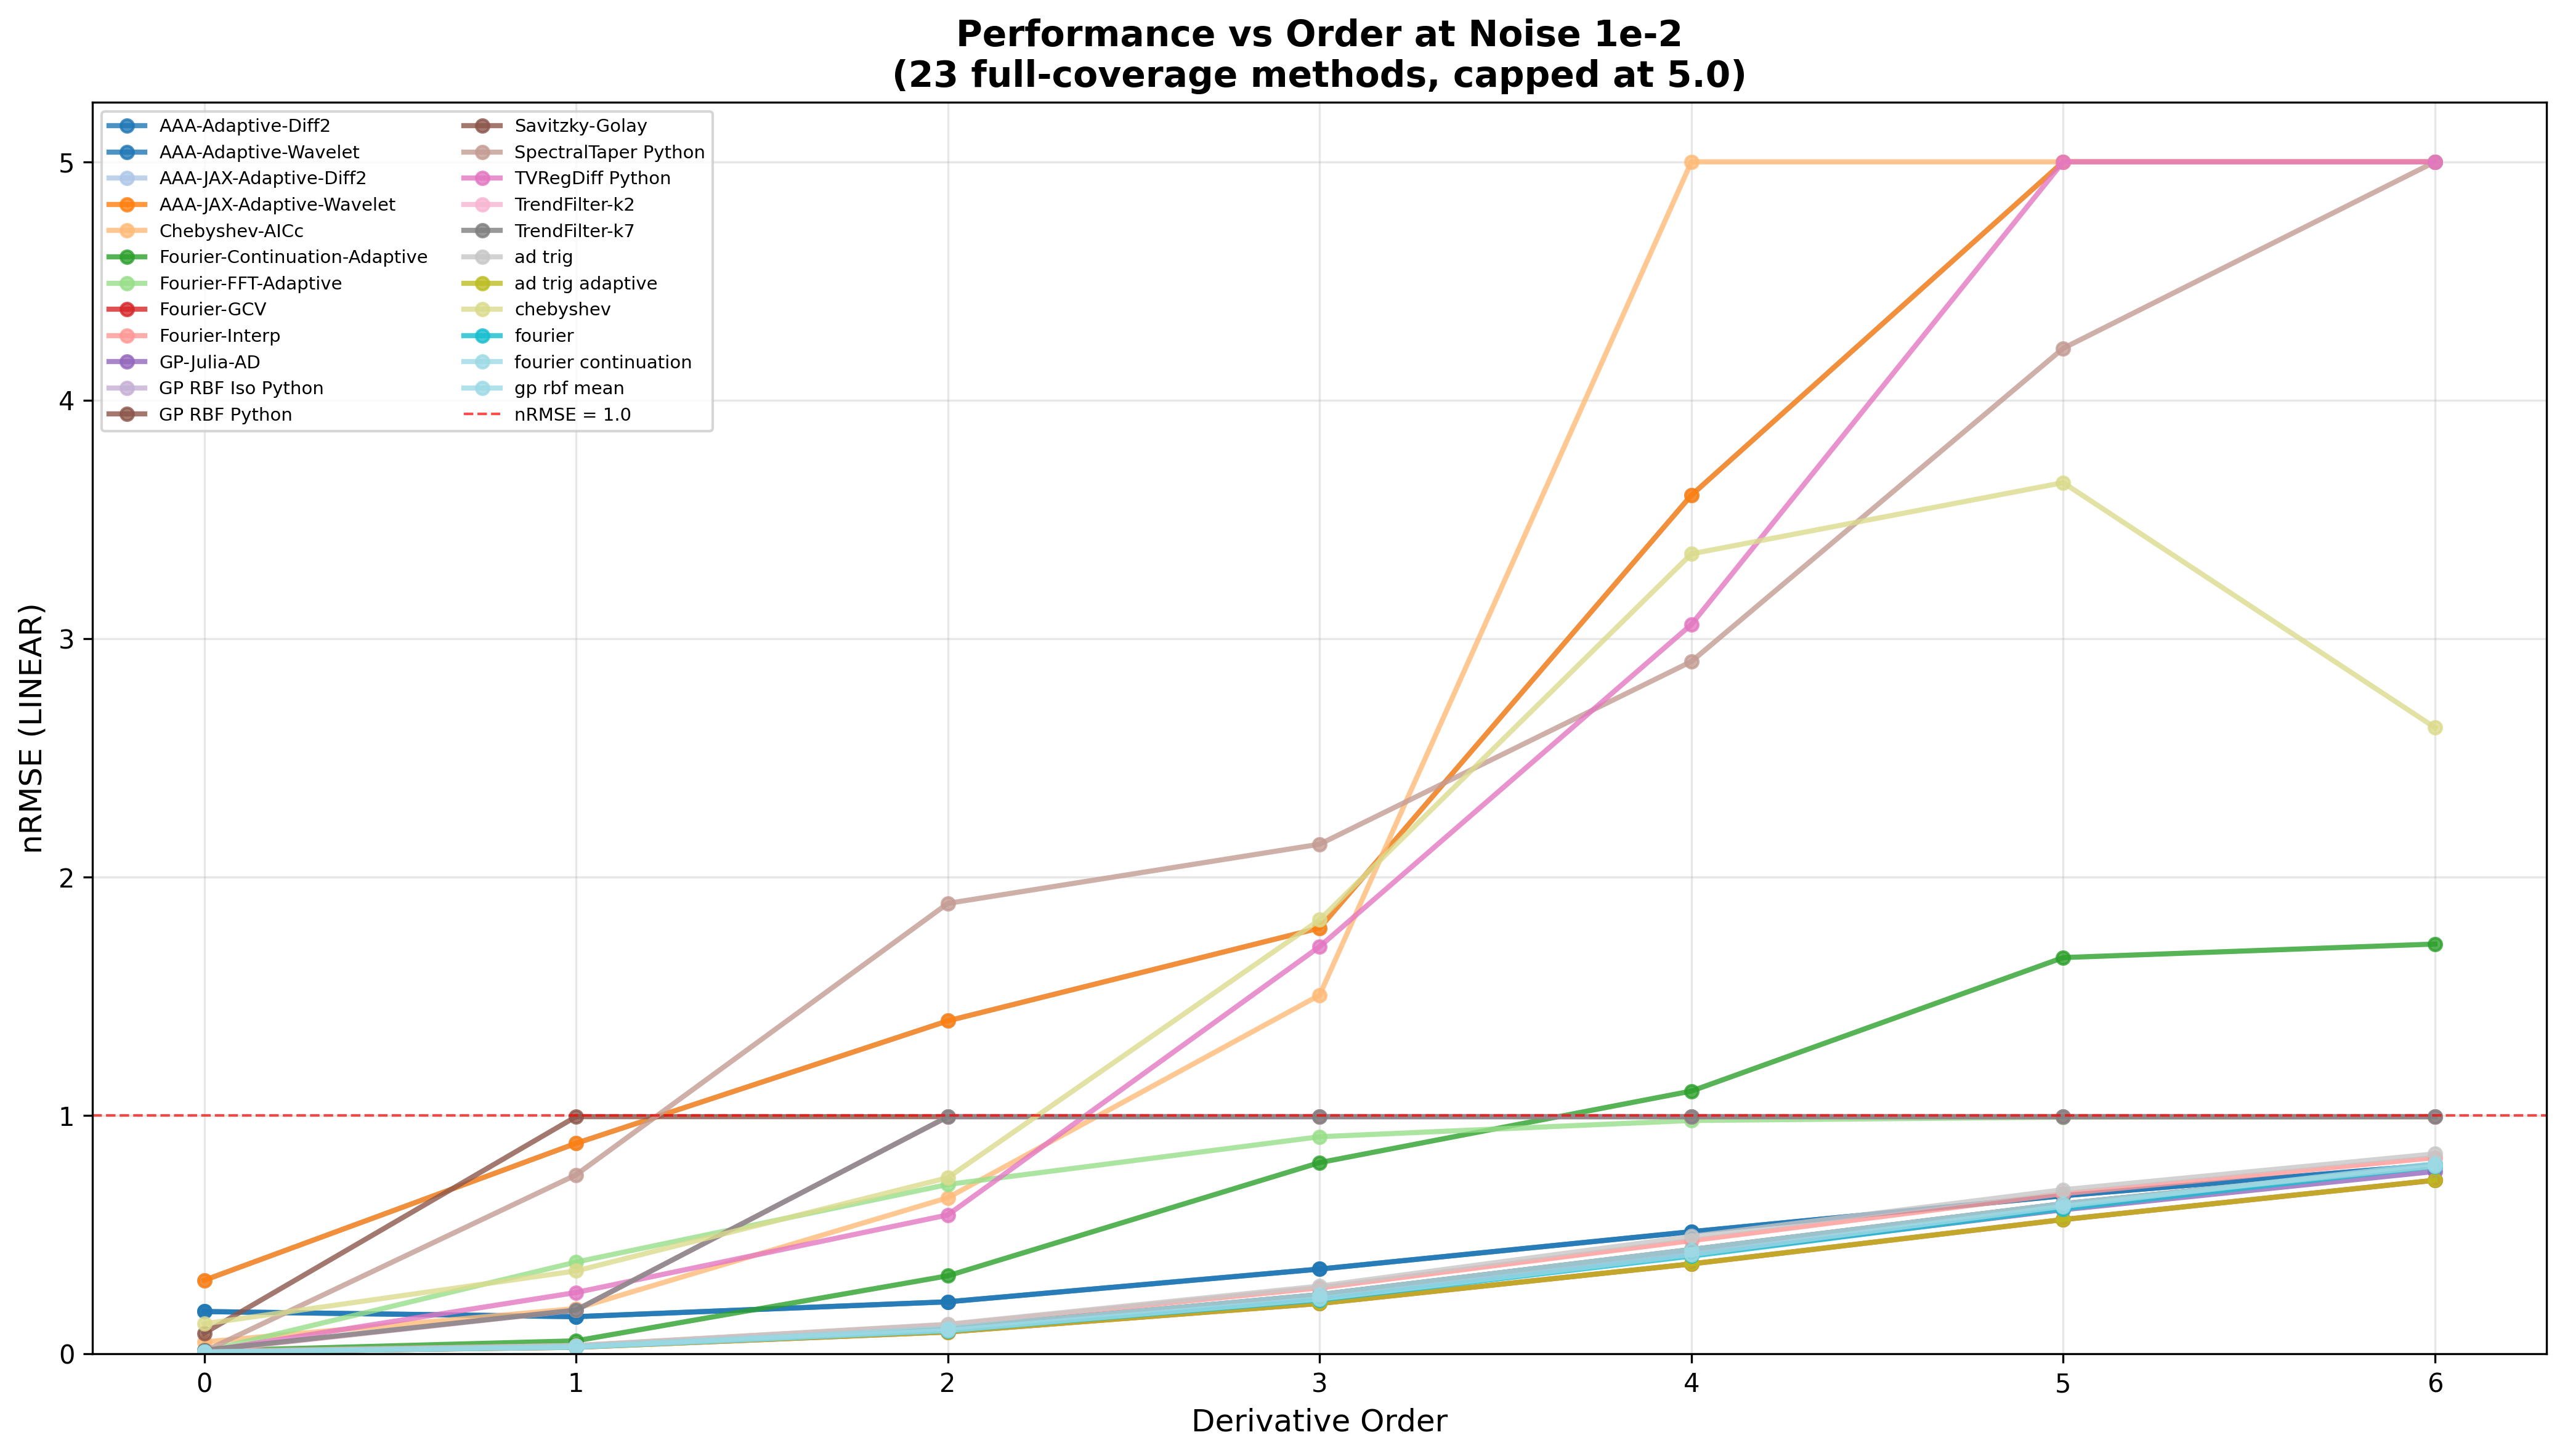 Performance vs Order at Noise 1e-2
(23 full-coverage methods, capped at 5.0)
AAA-Adaptive-Diff2
AAA-Adaptive-Wavelet
AAA-JAX-Adaptive-Diff2
AAA-JAX-Adaptive-Wavelet
Chebyshev-AICc
Fourier-Continuation-Adaptive
Fourier-FFT-Adaptive
Fourier-GCV
Fourier-Interp
GP-Julia-AD
GP RBF Iso Python
GP RBF Python
Savitzky-Golay
SpectralTaper Python
TVRegDiff Python
TrendFilter-k2
TrendFilter-k7
ad trig
ad trig adaptive
chebyshev
fourier
fourier continuation
gp rbf mean
nRMSE = 1.0
nRMSE (LINEAR)
5
4
3
2
1
0
0 1 2 3 4 5 6
Derivative Order